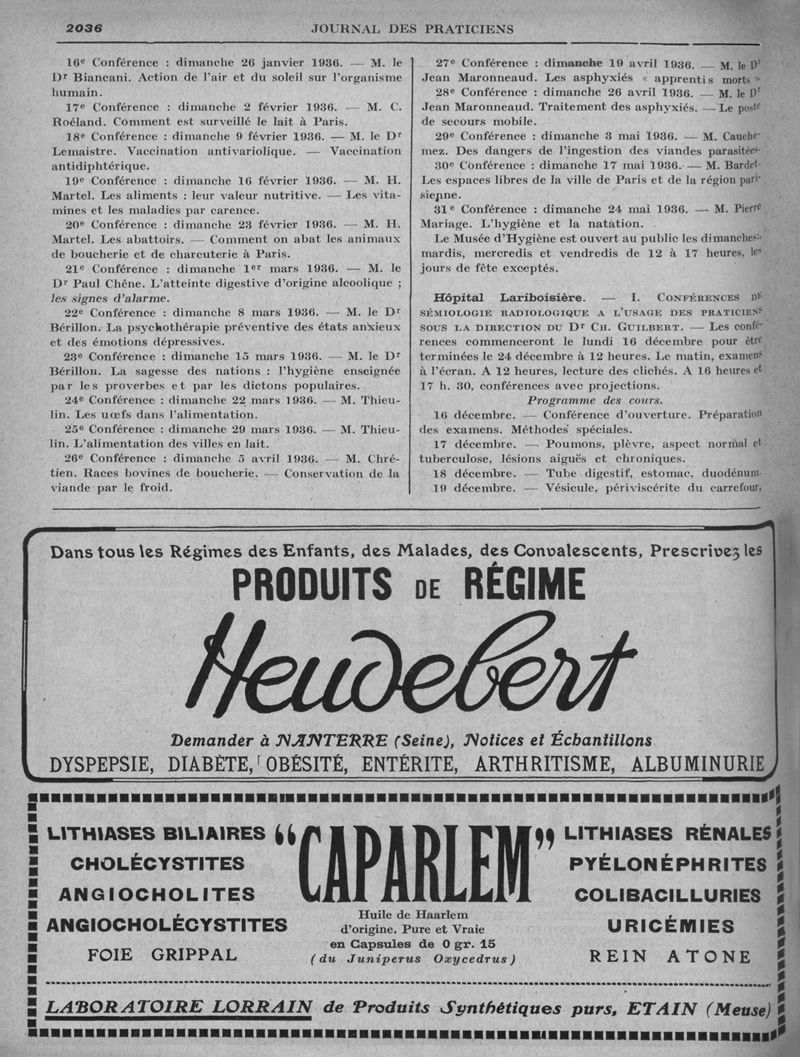 2036
JOURNAL DES PRATICIENS
16e Conférence : dimanche 26 janvier 1936. — M. le
Dr Biancani. Action de l'air et du soleil sur l'organisme
humain.
17e Conférence : dimanche 2 février 1936. — M. C.
Roéland. Comment est surveillé le lait à Paris.
18e Conférence : dimanche 9 février 1936. — M. le Dr
Lemaistre. Vaccination antivariolique. — Vaccination
antidiphtérique.
19e Conférence : dimanche 16 février 1936. — M. H.
Martel. Les aliments : leur valeur nutritive. — Les vita-
mines et les maladies par carence.
20e Conférence : dimanche 23 février 1936. — M. H.
Martel. Les abattoirs. — Comment on abat les animaux
de boucherie et de charcuterie à Paris.
21e Conférence : dimanche 1er mars 1936. — M. le
Dr Paul Chêne. L'atteinte digestive d'origine alcoolique ;
les signes d'alarme.
22e Conférence : dimanche 8 mars 1936. — M. le Dr
Bérillon. La psychothérapie préventive des états anxieux
et des émotions dépressives.
23e Conférence : dimanche 15 mars 1936. — M. le Dr
Bérillon. La sagesse des nations : l'hygiène enseignée
par les proverbes et par les dictons populaires.
24e Conférence : dimanche 22 mars 1936. — M. Thieu-
lin. Les uœfs dans l'alimentation.
25e Conférence : dimanche 29 mars 1936. — M. Thieu-
lin. L'alimentation des villes en lait.
26e Conférence : dimanche 5 avril 1936. — M. Chré-
tien. Races bovines de boucherie. — Conservation de la
viande par le froid.
27e Conférence : dimanche 19 avril 1936. — M. le Dr
Jean Maronneaud. Les asphyxiés « apprentis morts »
28e Conférence : dimanche 26 avril 1936. — M. le Dr
Jean Maronneaud. Traitement des asphyxiés. — Le poste
de secours mobile.
29e Conférence : dimanche 3 mai 1936. — M. Cauche-
mez. Des dangers de l'ingestion des viandes parasitées.
30e Conférence : dimanche 17 mai 1936. — M. Bardet.
Les espaces libres de la ville de Paris et de la région pari-
sienne.
31e Conférence : dimanche 24 mai 1936. — M. Pierre
Mariage. L'hygiène et la natation.
Le Musée d'Hygiène est ouvert au public les dimanches,
mardis, mercredis et vendredis de 12 à 17 heures, les
jours de fête exceptés.
Hôpital Lariboisière. — I. CONFÉRENCES DE
SÉMIOLOGIE RADIOLOGIQUE A L'USAGE DES PRATICIENS
SOUS LA DIRECTION DU Dr CH. GUILBERT. — Les confé-
rences commenceront le lundi 16 décembre pour être
terminées le 24 décembre à 12 heures. Le matin, examens
à l'écran. A 12 heures, lecture des clichés. A 16 heures et
17 h. 30, conférences avec projections.
Programme des cours.
16 décembre. — Conférence d'ouverture. Préparation
des examens. Méthodes spéciales.
17 décembre. — Poumons, plèvre, aspect normal et
tuberculose, lésions aiguës et chroniques.
18 décembre. — Tube digestif, estomac, duodénum.
19 décembre. — Vésicule, périviscérite du carrefour,
Dans tous les Régimes des Enfants, des Malades, des Convalescents, Prescrivez les
PRODUITS DE RÉGIME
Heudebert
Demander à NANTERRE (Seine), Notices et Échantillons
DYSPEPSIE, DIABÈTE, OBÉSITÉ, ENTÉRITE, ARTHRITISME, ALBUMINURIE
LITHIASES BILIAIRES
CHOLÉCYSTITES
ANGIOCHOLITES
ANGIOCHOLÉCYSTITES
FOIE GRIPPAL
“CAPARLEM”
Huile de Haarlem
d'origine. Pure et Vraie
en Capsules de 0 gr. 15
(du Juniperus Oxycedrus)
LITHIASES RÉNALES
PYÉLONÉPHRITES
COLIBACILLURIES
URICÉMIES
REIN ATONE
LABORATOIRE LORRAIN de Produits Synthétiques purs, ETAIN (Meuse)